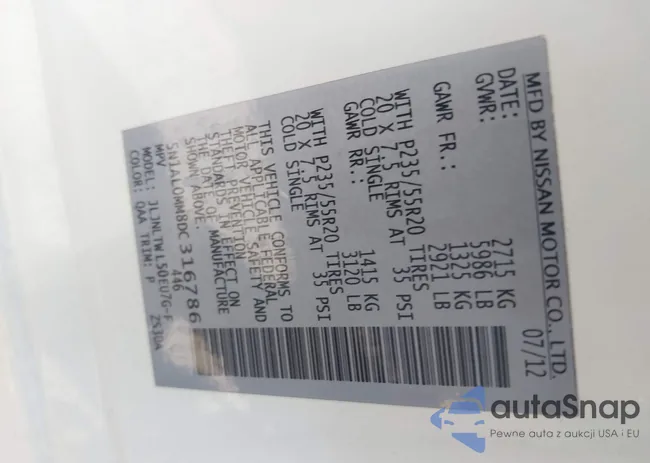 MFD BY NISSAN MOTOR CO., LTD.
DATE: 07/12
GVWR: 2715 KG
5986 LB
GAWR FR.: 1325 KG
2921 LB
WITH P235/55R20 TIRES
20 X 7.5 RIMS AT 35 PSI
COLD SINGLE
GAWR RR.: 1415 KG
3120 LB
WITH P235/55R20 TIRES
20 X 7.5 RIMS AT 35 PSI
COLD SINGLE
THIS VEHICLE CONFORMS TO
ALL APPLICABLE FEDERAL
MOTOR VEHICLE SAFETY AND
THEFT PREVENTION
STANDARDS IN EFFECT ON
THE DATE OF MANUFACTURE
SHOWN ABOVE.
446
5N1AL0MM8DC316786
MPV
MODEL: JLJNLTWL50EU7G-F
COLOR: QAA TRIM: P ZS30A
autaSnap
Pewne auta z aukcji USA i EU